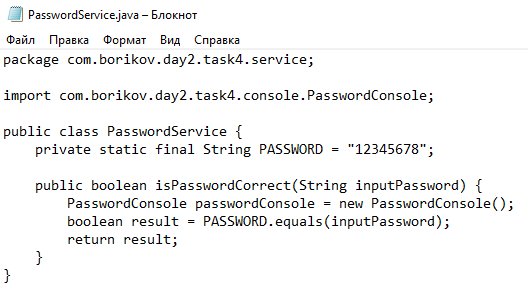 PasswordService.java – Блокнот
Файл Правка Формат Вид Справка
package com.borikov.day2.task4.service;
import com.borikov.day2.task4.console.PasswordConsole;
public class PasswordService {
    private static final String PASSWORD = "12345678";
    public boolean isPasswordCorrect(String inputPassword) {
        PasswordConsole passwordConsole = new PasswordConsole();
        boolean result = PASSWORD.equals(inputPassword);
        return result;
    }
}